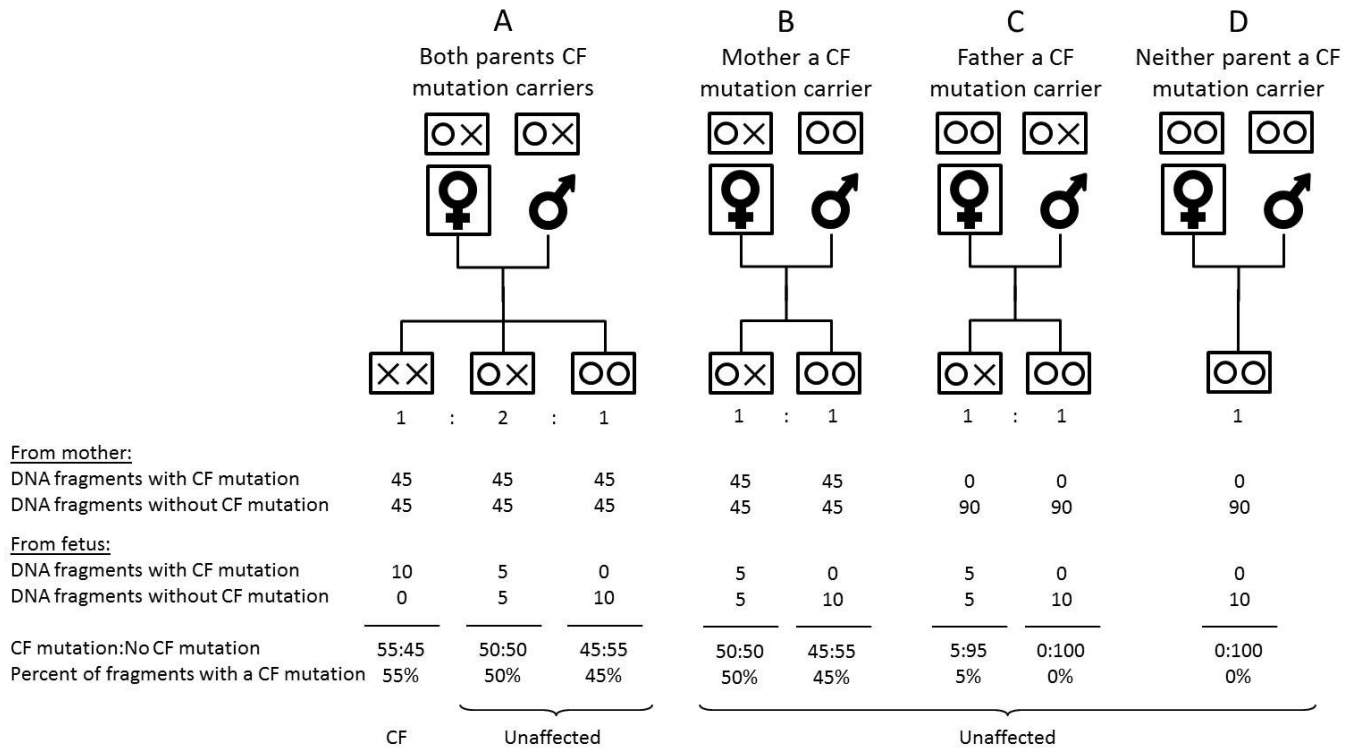 A B C D
Both parents CF Mother a CF Father a CF Neither parent a CF
mutation carriers mutation carrier mutation carrier mutation carrier
1 : 2 : 1 1 : 1 1 : 1 1
From mother:
DNA fragments with CF mutation 45 45 45 45 45 0 0 0
DNA fragments without CF mutation 45 45 45 45 45 90 90 90
From fetus:
DNA fragments with CF mutation 10 5 0 5 0 5 0 0
DNA fragments without CF mutation 0 5 10 5 10 5 10 10
CF mutation:No CF mutation 55:45 50:50 45:55 50:50 45:55 5:95 0:100 0:100
Percent of fragments with a CF mutation 55% 50% 45% 50% 45% 5% 0% 0%
CF Unaffected Unaffected